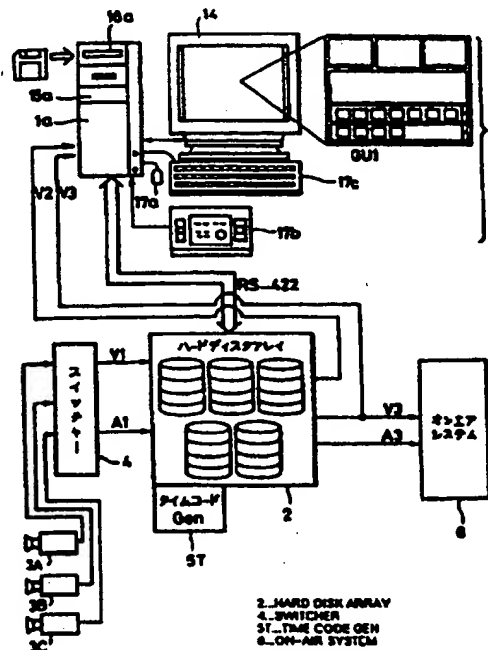 16a
14
15a
1a
GUI
17c
V2
V3
17a
17b
RS-422
ハードディスクアレイ
スイッチャー
V1
A1
4
V3
A3
オンエア
システム
6
タイムコード
Gen
2
5T
3A
3B
3C
2...HARD DISK ARRAY
4...SWITCHER
5T...TIME CODE GEN
6...ON-AIR SYSTEM